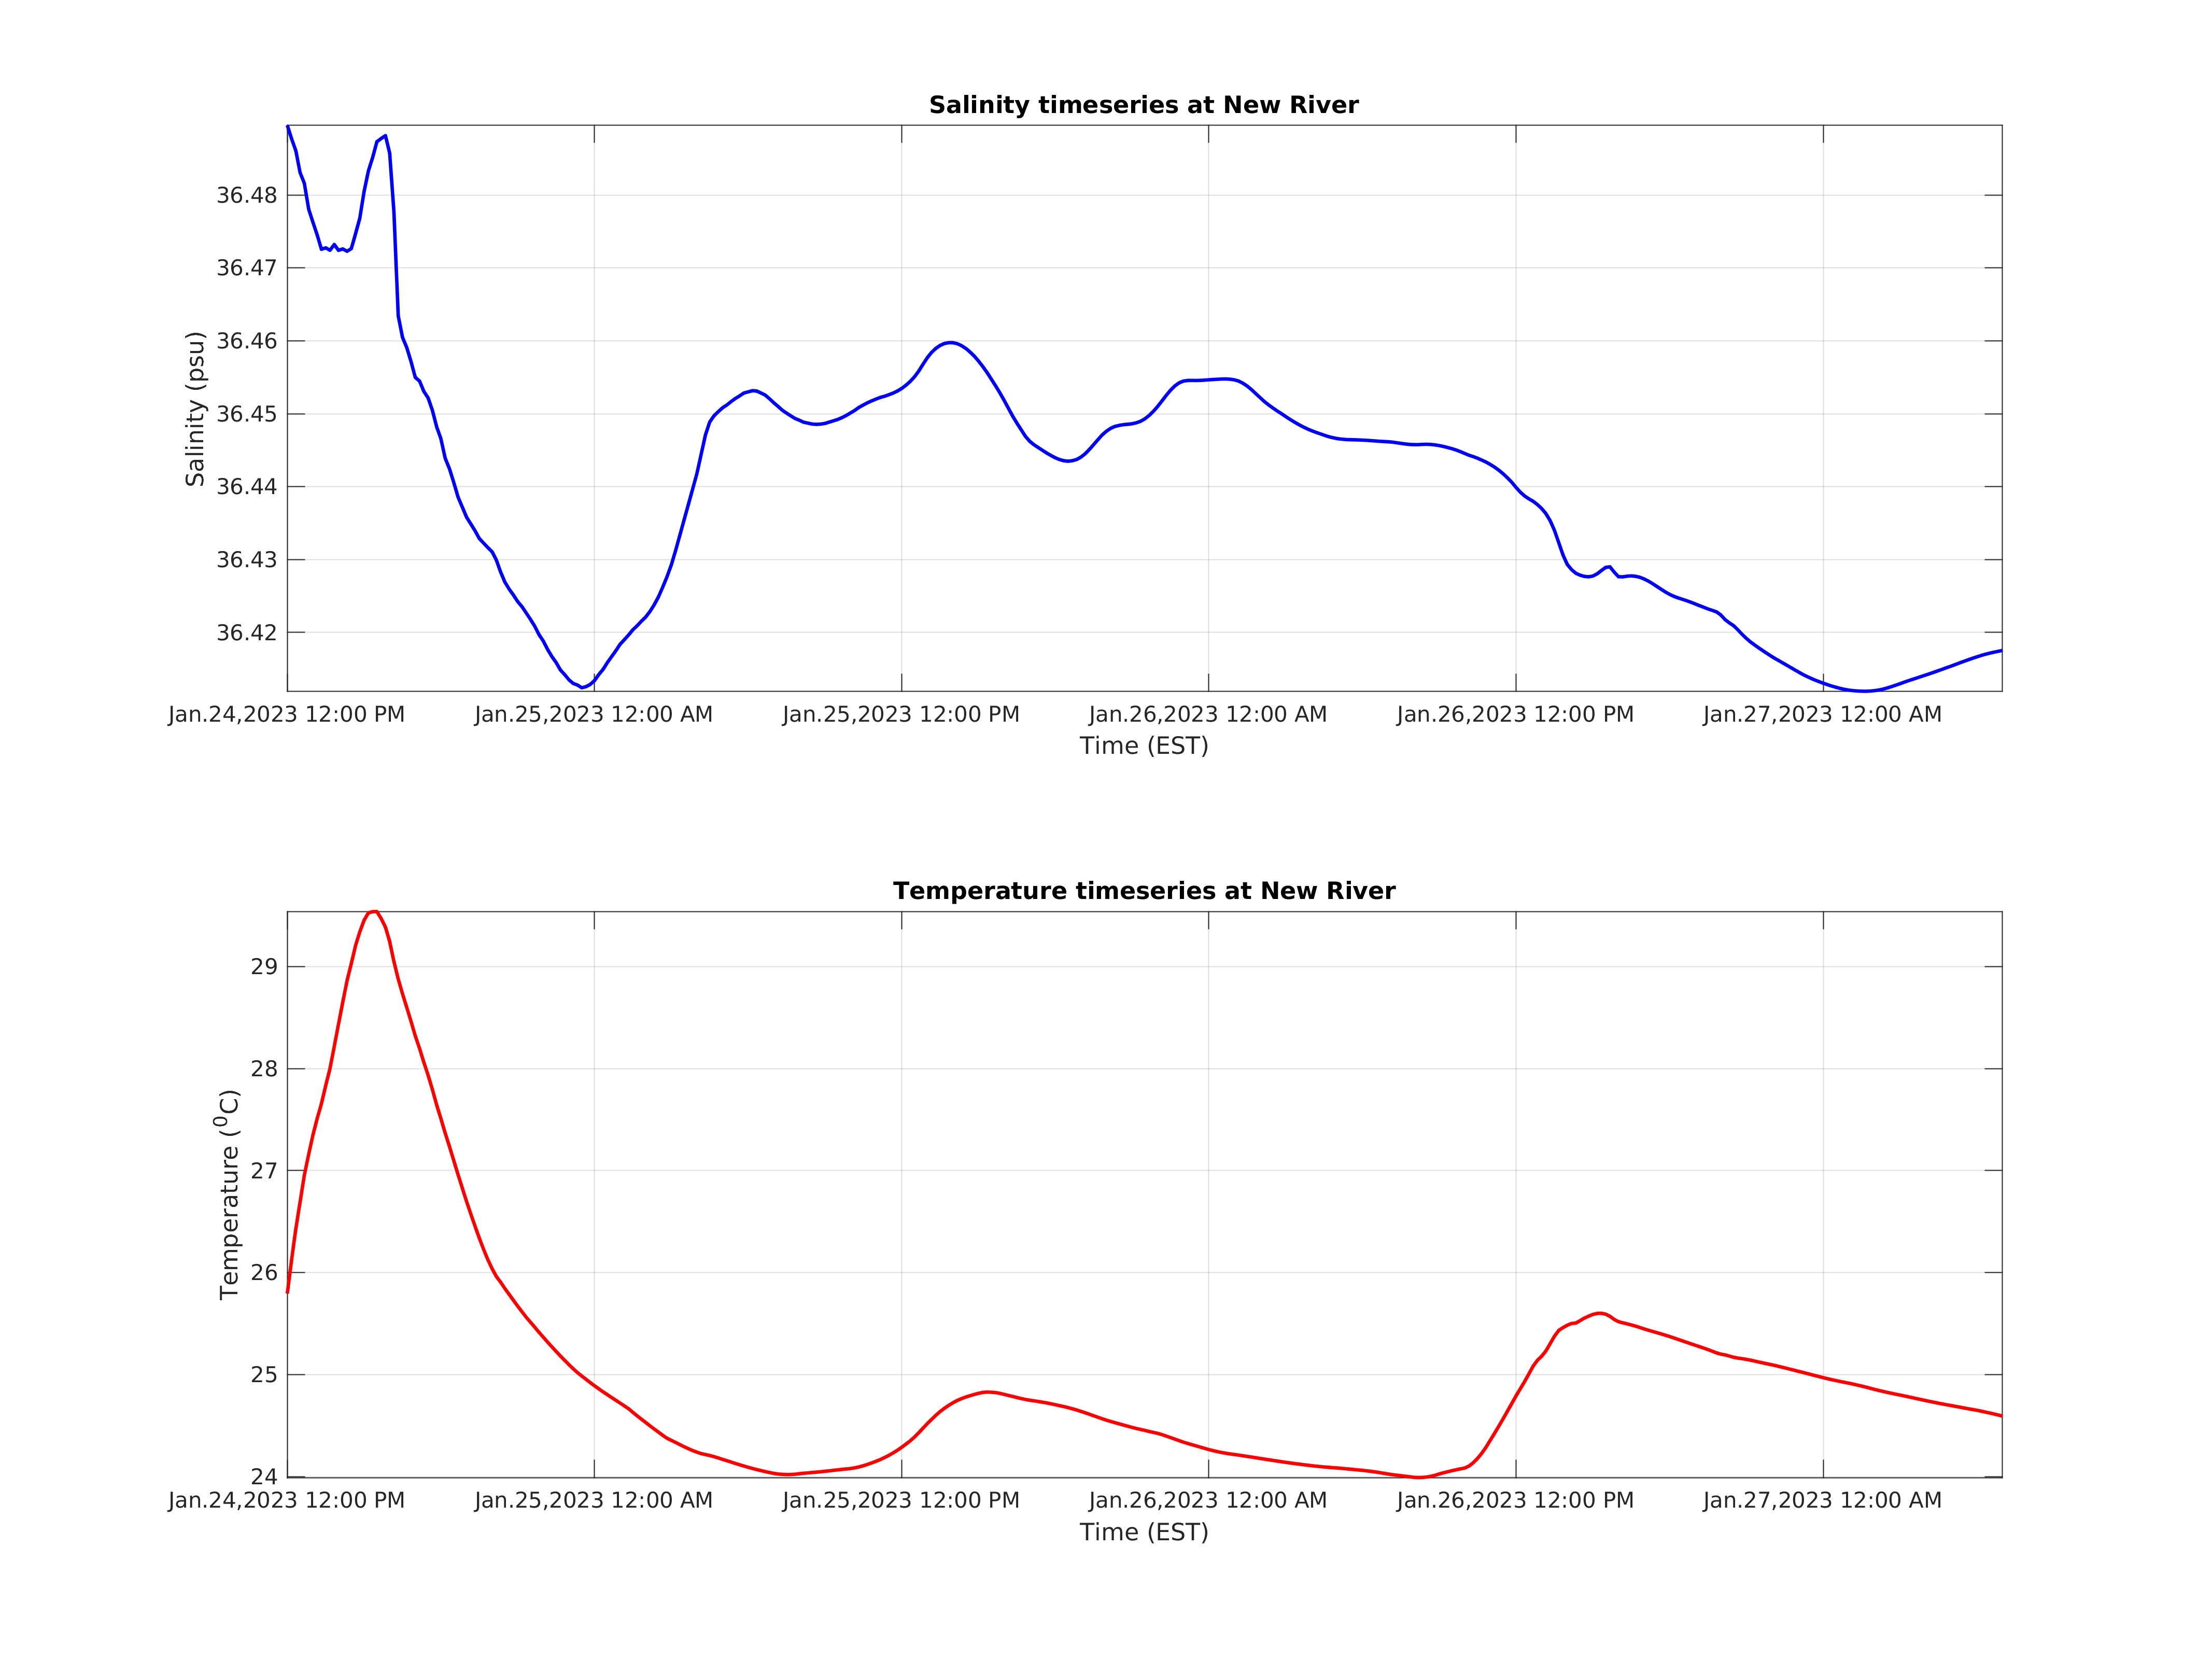 Salinity timeseries at New River
36.48
36.47
36.46
36.45
36.44
36.43
36.42
Salinity (psu)
Jan.24,2023 12:00 PM Jan.25,2023 12:00 AM Jan.25,2023 12:00 PM Jan.26,2023 12:00 AM Jan.26,2023 12:00 PM Jan.27,2023 12:00 AM
Time (EST)
Temperature timeseries at New River
29
28
27
26
25
24
Temperature (⁰C)
Jan.24,2023 12:00 PM Jan.25,2023 12:00 AM Jan.25,2023 12:00 PM Jan.26,2023 12:00 AM Jan.26,2023 12:00 PM Jan.27,2023 12:00 AM
Time (EST)